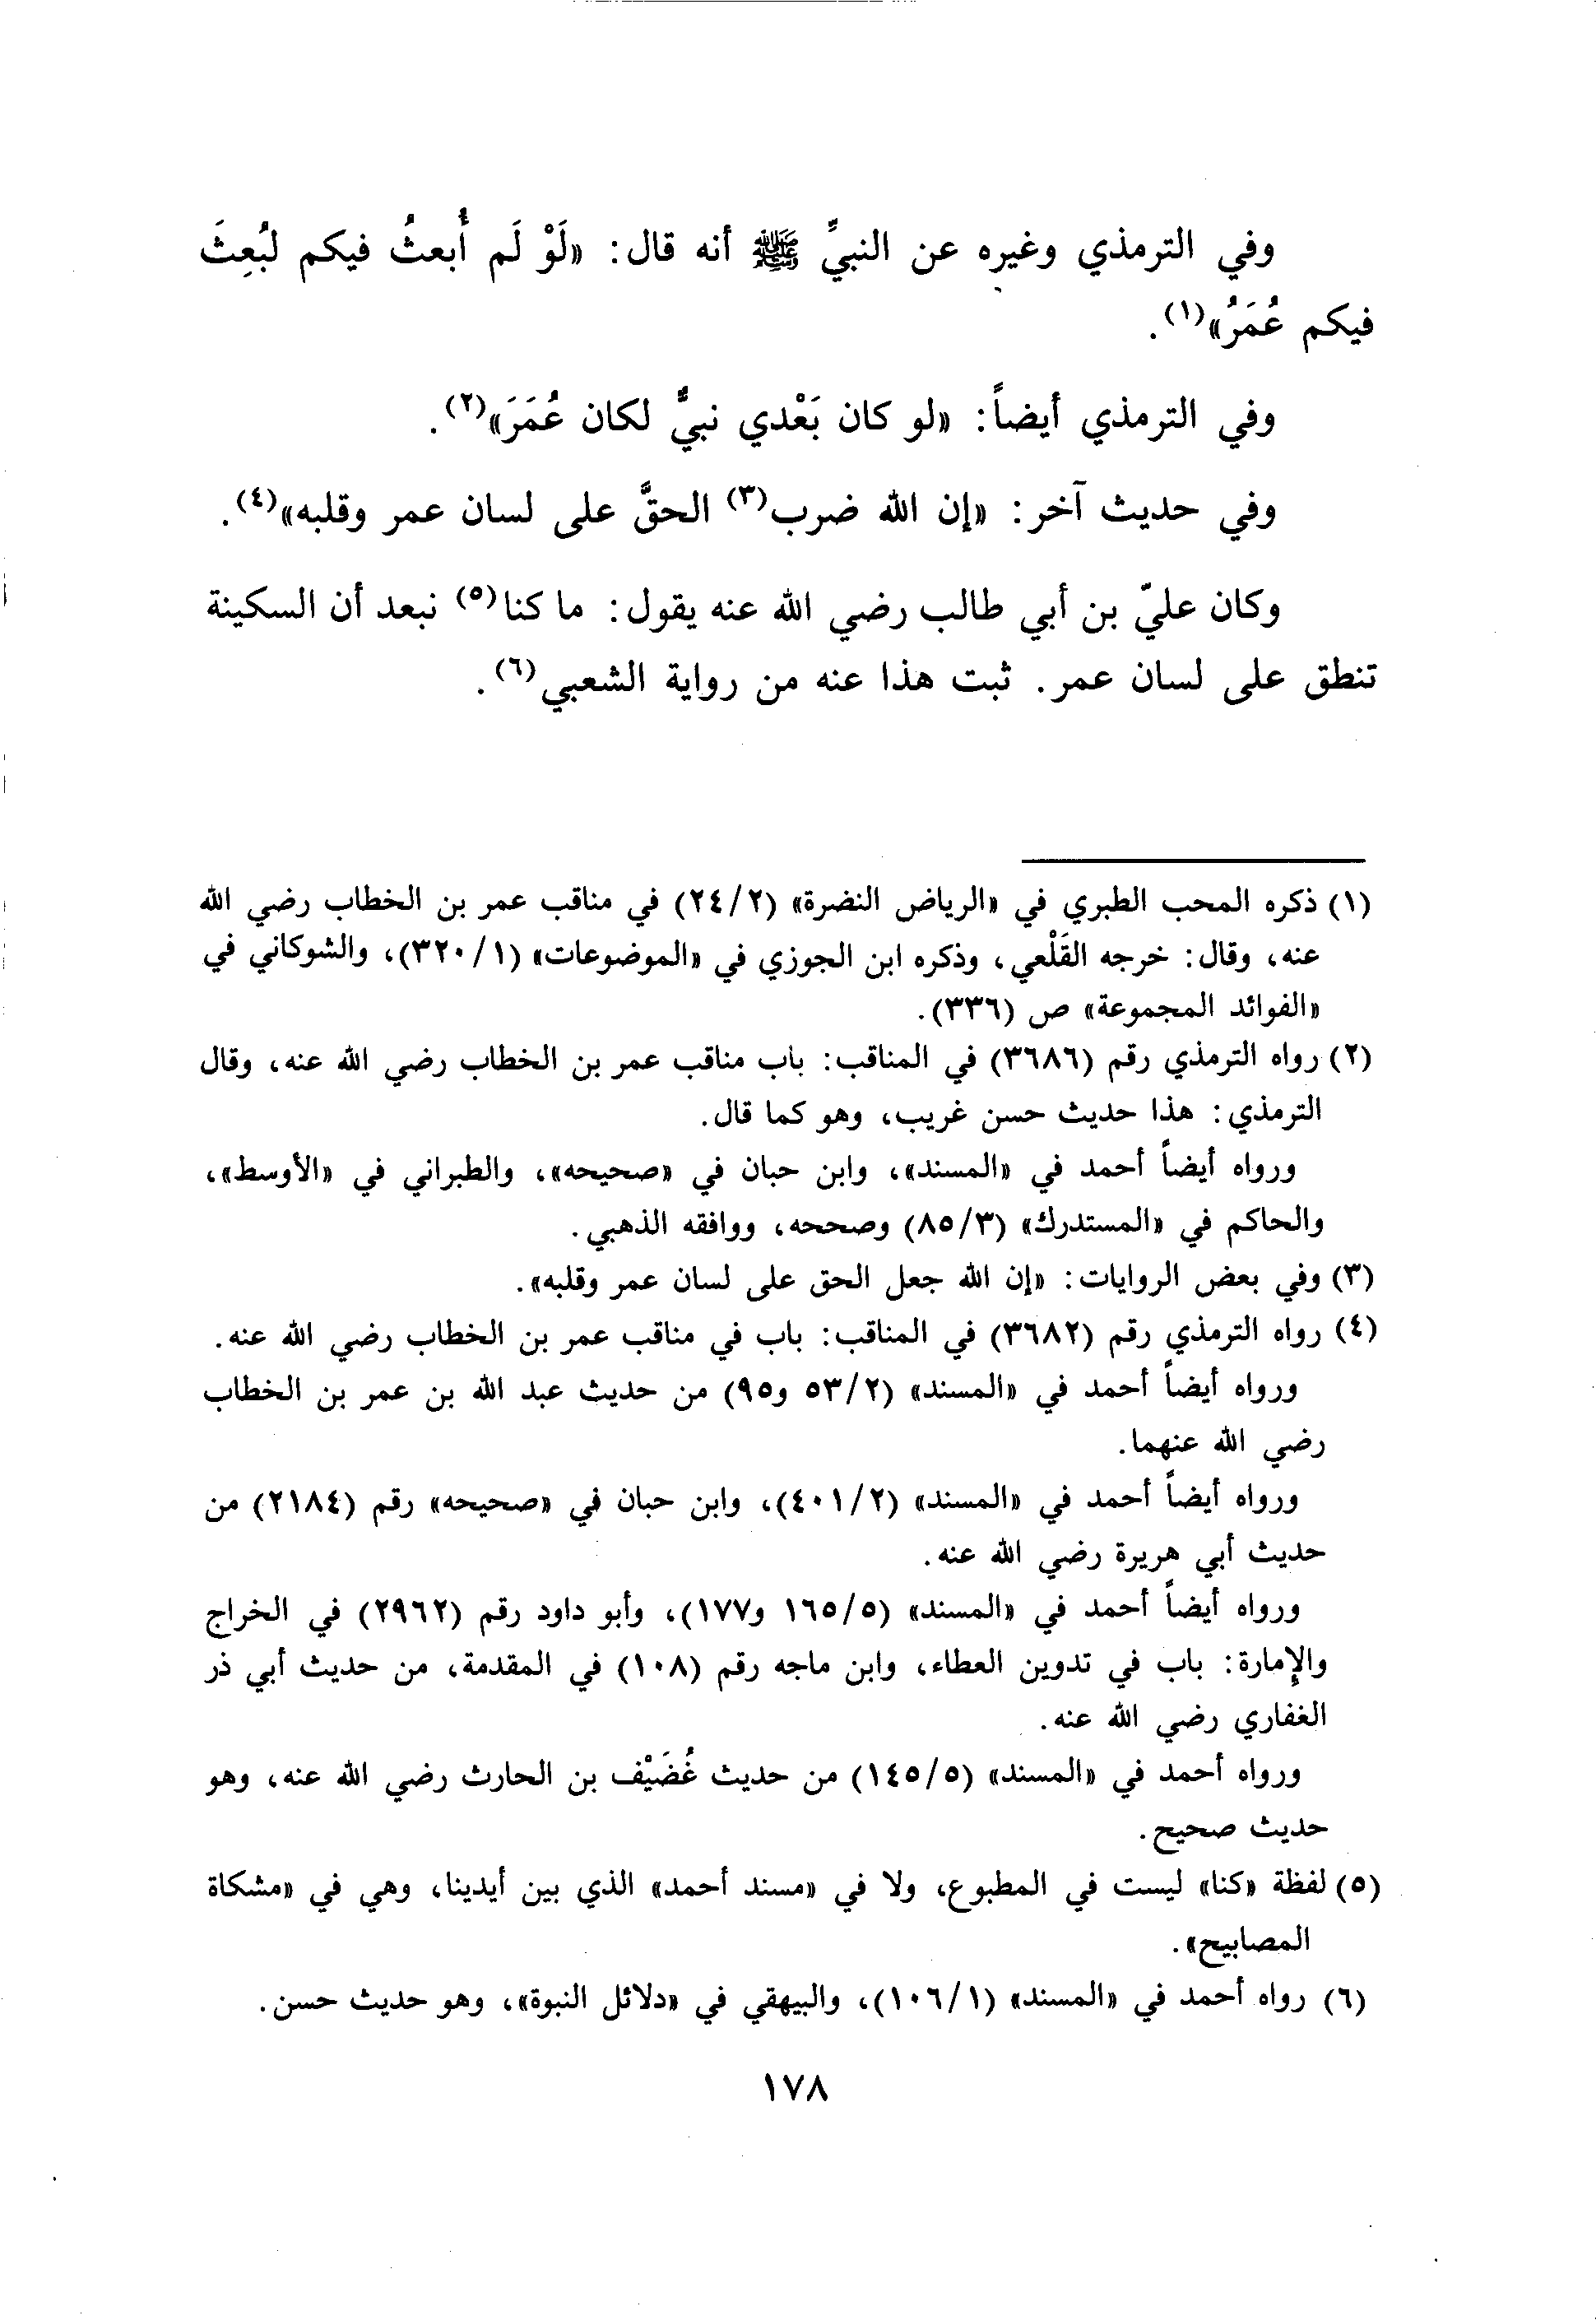 وفي الترمذي وغيره عن النبيِّ ﷺ أنه قال: «لَوْ لَم أُبعثُ فيكم لبُعِثَ
فيكم عُمَرُ»(١).
وفي الترمذي أيضاً: «لو كان بَعْدي نبيٌّ لكان عُمَرَ»(٢).
وفي حديث آخر: «إن الله ضرب(٣) الحقَّ على لسان عمر وقلبه»(٤).
وكان عليّ بن أبي طالب رضي الله عنه يقول: ما كنا(٥) نبعد أن السكينة
تنطق على لسان عمر. ثبت هذا عنه من رواية الشعبي(٦).
(١) ذكره المحب الطبري في «الرياض النضرة» (٢٤/٢) في مناقب عمر بن الخطاب رضي الله
عنه، وقال: خرجه القَلْعي، وذكره ابن الجوزي في «الموضوعات» (٣٢٠/١)، والشوكاني في
«الفوائد المجموعة» ص (٣٣٦).
(٢) رواه الترمذي رقم (٣٦٨٦) في المناقب: باب مناقب عمر بن الخطاب رضي الله عنه، وقال
الترمذي: هذا حديث حسن غريب، وهو كما قال.
ورواه أيضاً أحمد في «المسند»، وابن حبان في «صحيحه»، والطبراني في «الأوسط»،
والحاكم في «المستدرك» (٨٥/٣) وصححه، ووافقه الذهبي.
(٣) وفي بعض الروايات: «إن الله جعل الحق على لسان عمر وقلبه».
(٤) رواه الترمذي رقم (٣٦٨٢) في المناقب: باب في مناقب عمر بن الخطاب رضي الله عنه.
ورواه أيضاً أحمد في «المسند» (٥٣/٢ و٩٥) من حديث عبد الله بن عمر بن الخطاب
رضي الله عنهما.
ورواه أيضاً أحمد في «المسند» (٤٠١/٢)، وابن حبان في «صحيحه» رقم (٢١٨٤) من
حديث أبي هريرة رضي الله عنه.
ورواه أيضاً أحمد في «المسند» (١٦٥/٥ و١٧٧)، وأبو داود رقم (٢٩٦٢) في الخراج
والإمارة: باب في تدوين العطاء، وابن ماجه رقم (١٠٨) في المقدمة، من حديث أبي ذر
الغفاري رضي الله عنه.
ورواه أحمد في «المسند» (١٤٥/٥) من حديث غُضَيْف بن الحارث رضي الله عنه، وهو
حديث صحيح.
(٥) لفظة «كنا» ليست في المطبوع، ولا في «مسند أحمد» الذي بين أيدينا، وهي في «مشكاة
المصابيح».
(٦) رواه أحمد في «المسند» (١٠٦/١)، والبيهقي في «دلائل النبوة»، وهو حديث حسن.
١٧٨